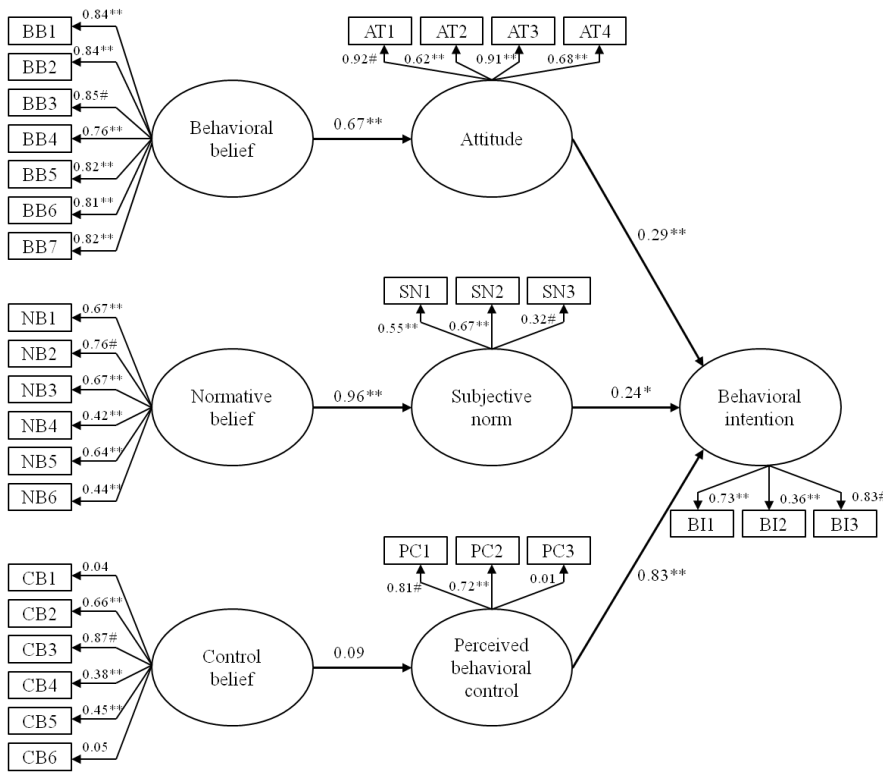 BB1
0.84**
BB2
0.84**
BB3
0.85#
BB4
0.76**
BB5
0.82**
BB6
0.81**
BB7
0.82**
Behavioral
belief
0.67**
AT1
AT2
AT3
AT4
0.92#
0.62**
0.91**
0.68**
Attitude
0.29**
NB1
0.67**
NB2
0.76#
NB3
0.67**
NB4
0.42**
NB5
0.64**
NB6
0.44**
Normative
belief
0.96**
SN1
SN2
SN3
0.55**
0.67**
0.32#
Subjective
norm
0.24*
Behavioral
intention
0.73**
0.36**
0.83#
BI1
BI2
BI3
CB1
0.04
CB2
0.66**
CB3
0.87#
CB4
0.38**
CB5
0.45**
CB6
0.05
Control
belief
0.09
PC1
PC2
PC3
0.81#
0.72**
0.01
Perceived
behavioral
control
0.83**